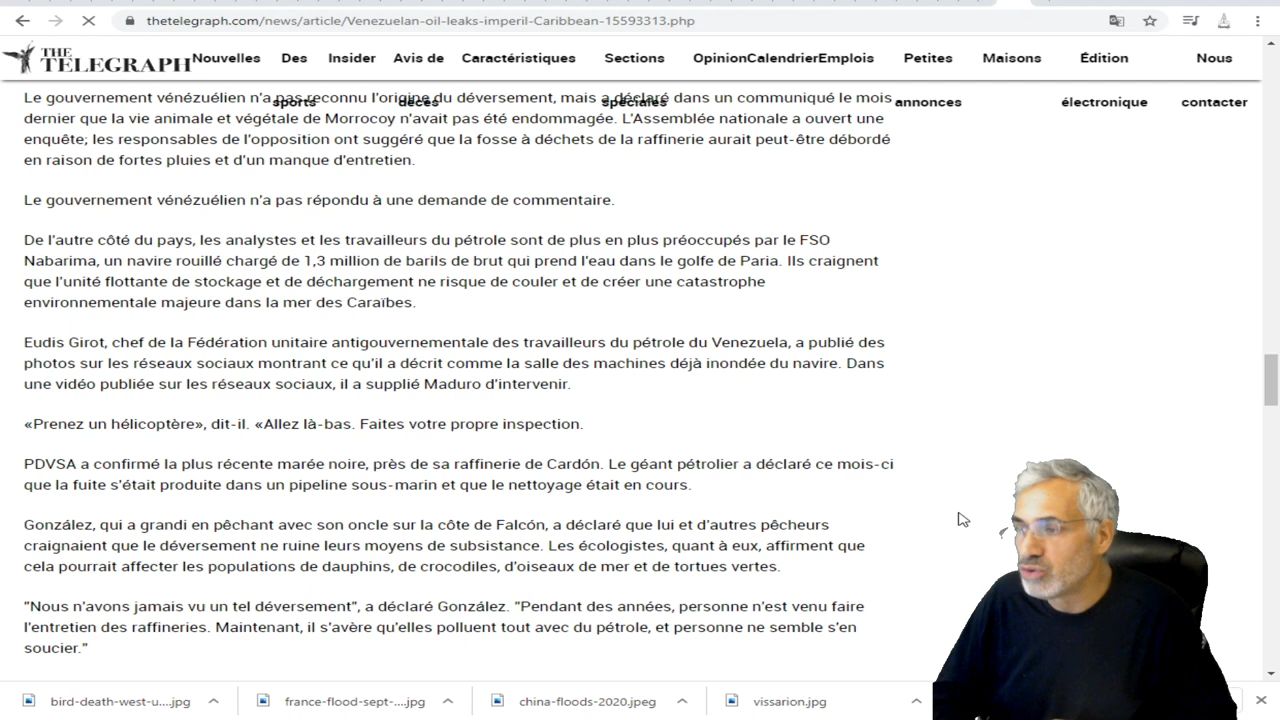 thetelegraph.com/news/article/Venezuelan-oil-leaks-imperil-Caribbean-15593313.php
THE
TELEGRAPH
Nouvelles Des Insider Avis de Caractéristiques Sections OpinionCalendrierEmplois Petites Maisons Édition Nous
sports décès spéciales annonces électronique contacter
Le gouvernement vénézuélien n'a pas reconnu l'origine du déversement, mais a déclaré dans un communiqué le mois
dernier que la vie animale et végétale de Morrocoy n'avait pas été endommagée. L'Assemblée nationale a ouvert une
enquête; les responsables de l'opposition ont suggéré que la fosse à déchets de la raffinerie aurait peut-être débordé
en raison de fortes pluies et d'un manque d'entretien.
Le gouvernement vénézuélien n'a pas répondu à une demande de commentaire.
De l'autre côté du pays, les analystes et les travailleurs du pétrole sont de plus en plus préoccupés par le FSO
Nabarima, un navire rouillé chargé de 1,3 million de barils de brut qui prend l'eau dans le golfe de Paria. Ils craignent
que l'unité flottante de stockage et de déchargement ne risque de couler et de créer une catastrophe
environnementale majeure dans la mer des Caraïbes.
Eudis Girot, chef de la Fédération unitaire antigouvernementale des travailleurs du pétrole du Venezuela, a publié des
photos sur les réseaux sociaux montrant ce qu'il a décrit comme la salle des machines déjà inondée du navire. Dans
une vidéo publiée sur les réseaux sociaux, il a supplié Maduro d'intervenir.
«Prenez un hélicoptère», dit-il. «Allez là-bas. Faites votre propre inspection.
PDVSA a confirmé la plus récente marée noire, près de sa raffinerie de Cardón. Le géant pétrolier a déclaré ce mois-ci
que la fuite s'était produite dans un pipeline sous-marin et que le nettoyage était en cours.
González, qui a grandi en pêchant avec son oncle sur la côte de Falcón, a déclaré que lui et d'autres pêcheurs
craignaient que le déversement ne ruine leurs moyens de subsistance. Les écologistes, quant à eux, affirment que
cela pourrait affecter les populations de dauphins, de crocodiles, d'oiseaux de mer et de tortues vertes.
"Nous n'avons jamais vu un tel déversement", a déclaré González. "Pendant des années, personne n'est venu faire
l'entretien des raffineries. Maintenant, il s'avère qu'elles polluent tout avec du pétrole, et personne ne semble s'en
soucier."
bird-death-west-u....jpg france-flood-sept-....jpg china-floods-2020.jpeg vissarion.jpg